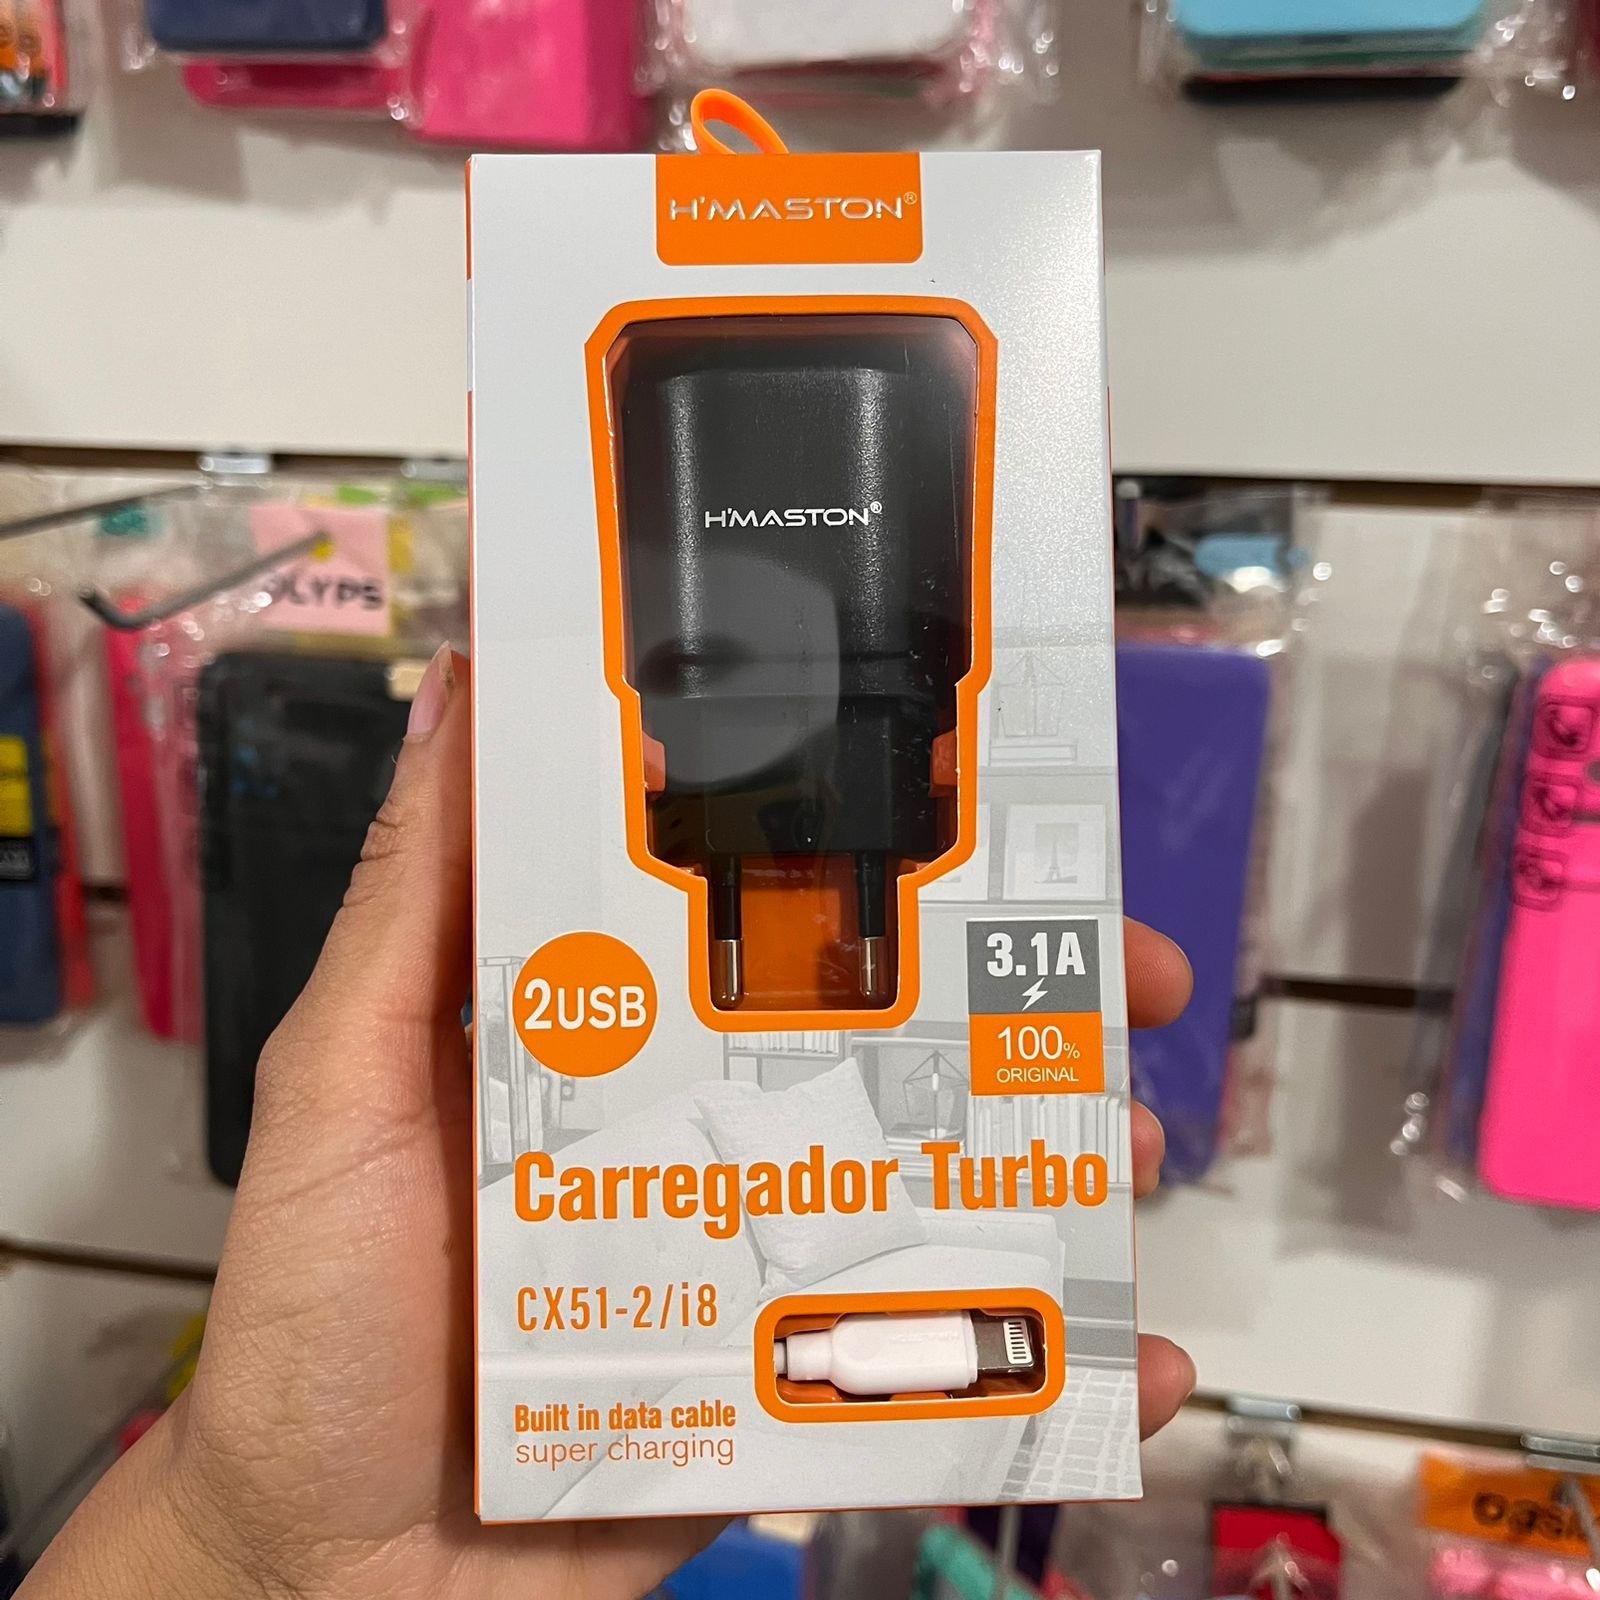 H'MASTON®
H'MASTON®
2USB
3.1A
100%
ORIGINAL
Carregador Turbo
CX51-2/i8
Built in data cable
super charging